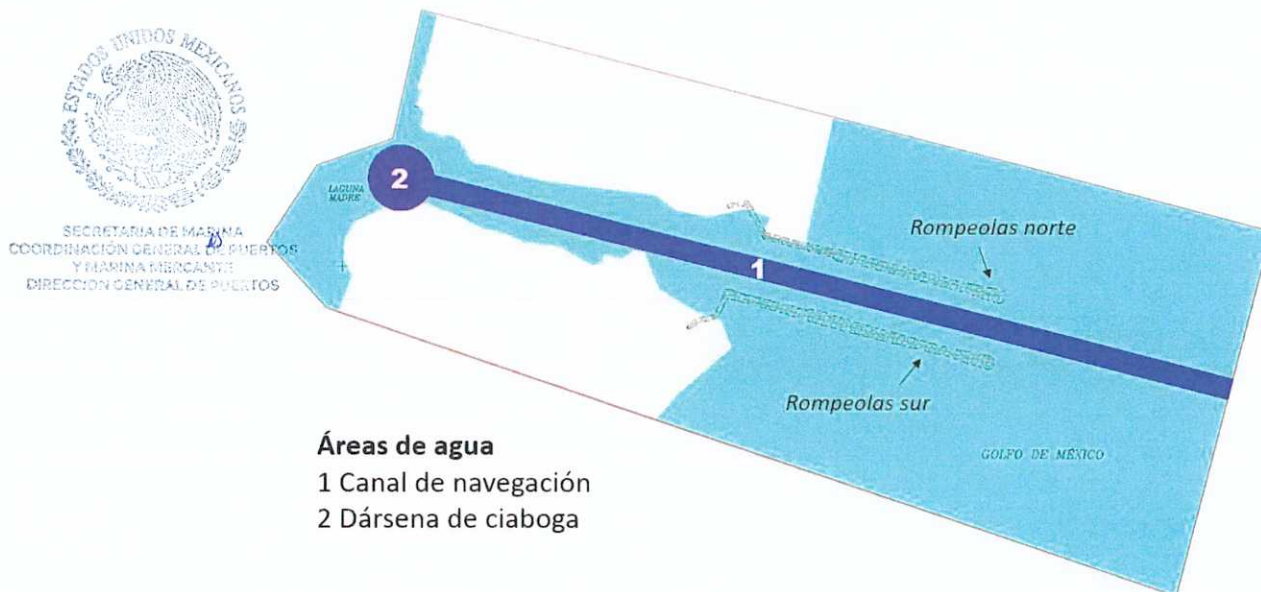 ESTADOS UNIDOS MEXICANOS
SECRETARIA DE MARINA
COORDINACIÓN GENERAL DE PUERTOS
Y MARINA MERCANTE
DIRECCIÓN GENERAL DE PUERTOS
2
LAGUNA
MADRE
Rompeolas norte
1
Rompeolas sur
GOLFO DE MÉXICO
Áreas de agua
1 Canal de navegación
2 Dársena de ciaboga